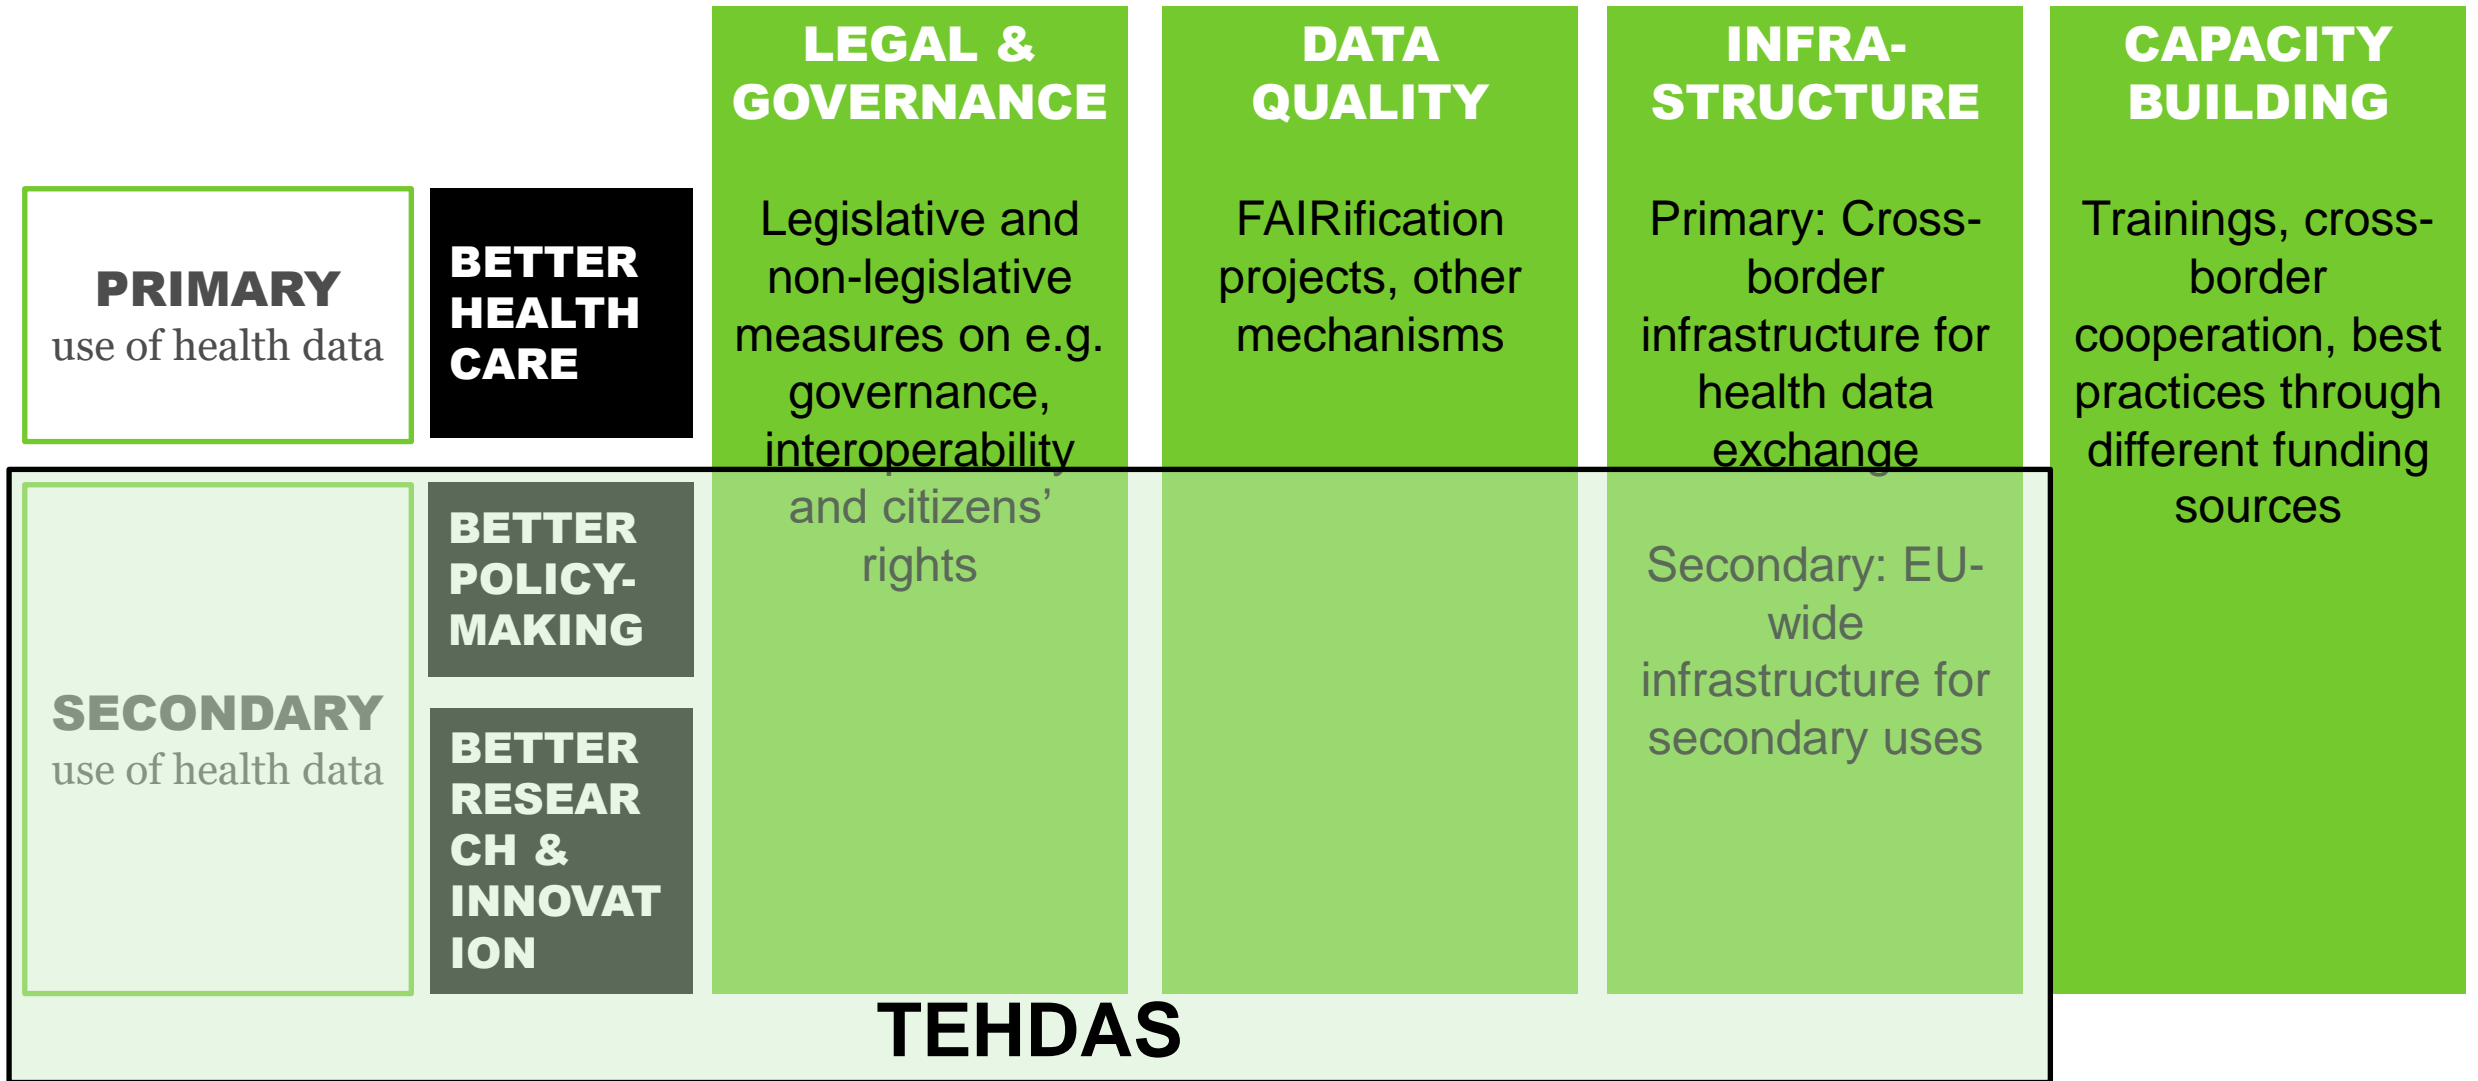 LEGAL &
GOVERNANCE
DATA
QUALITY
INFRA-
STRUCTURE
CAPACITY
BUILDING
PRIMARY
use of health data
BETTER
HEALTH
CARE
Legislative and
non-legislative
measures on e.g.
governance,
interoperability
and citizens’
rights
FAIRification
projects, other
mechanisms
Primary: Cross-
border
infrastructure for
health data
exchange
Secondary: EU-
wide
infrastructure for
secondary uses
Trainings, cross-
border
cooperation, best
practices through
different funding
sources
SECONDARY
use of health data
BETTER
POLICY-
MAKING
BETTER
RESEAR
CH &
INNOVAT
ION
TEHDAS